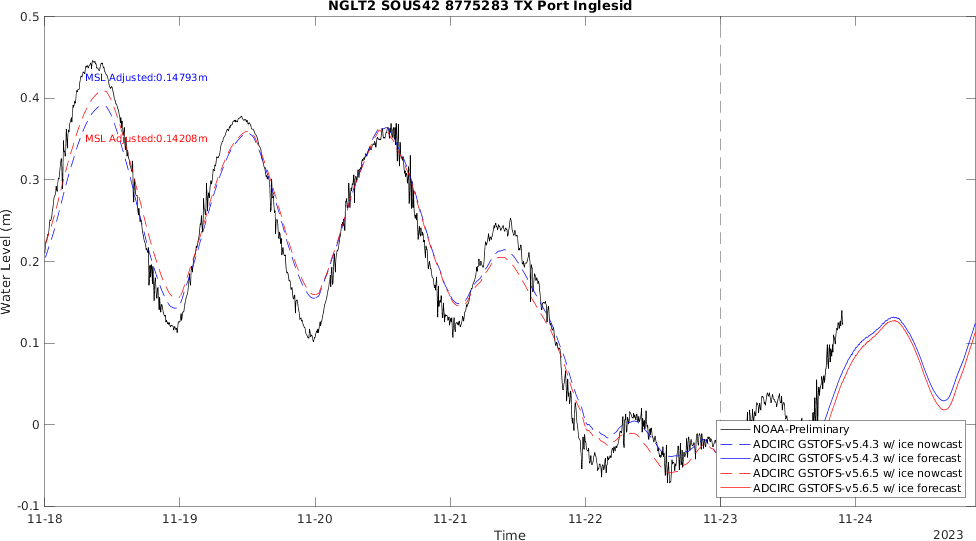 NGLT2 SOUS42 8775283 TX Port Inglesid
0.5
MSL Adjusted:0.14793m
0.4
MSL Adjusted:0.14208m
0.3
Water Level (m)
0.2
0.1
0
-0.1
NOAA-Preliminary
ADCIRC GSTOFS-v5.4.3 w/ ice nowcast
ADCIRC GSTOFS-v5.4.3 w/ ice forecast
ADCIRC GSTOFS-v5.6.5 w/ ice nowcast
ADCIRC GSTOFS-v5.6.5 w/ ice forecast
11-18 11-19 11-20 11-21 11-22 11-23 11-24
Time
2023